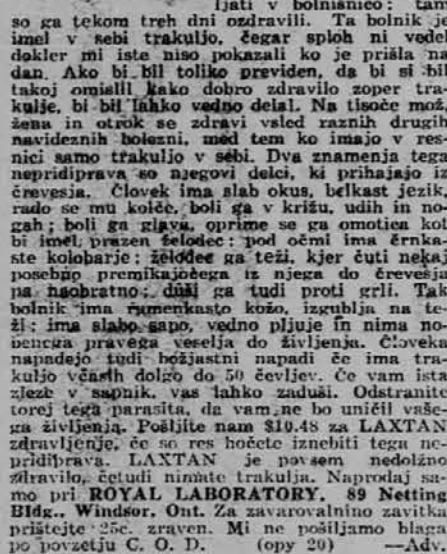 ljati v bolnišnico; tam
so ga tekom treh dni ozdravili. Ta bolnik je
imel v sebi trakuljo, čegar sploh ni vedel
dokler mi iste niso pokazali ko je prišla na
dan. Ako bi bil toliko previden, da bi si bil
takoj omislil kako dobro zdravilo zoper tra-
kulje, bi bil lahko vedno delal. Na tisoče mož,
žena in otrok se zdravi vsled raznih drugih
navideznih bolezni, med tem ko imajo v res-
nici samo trakuljo v sebi. Dva znamenja tega
nepridiprava so njegovi delci, ki prihajajo iz
črevesja. Človek ima slab okus, belkast jezik,
rado se mu kolče, boli ga v križu, udih in no-
gah; boli ga glava, oprime se ga omotica kot
bi imel prazen želodec; pod očmi ima črnka-
ste kolobarje; želodec ga teži, kjer čuti nekaj
posebno premikajočega iz njega do črevesja
pa naobratno; duši ga tudi proti grli. Tak
bolnik ima rumenkasto kožo, izgublja na te-
ži; ima slabo sapo, vedno pljuje in nima no-
benega pravega veselja do življenja. Človeka
napadejo tudi božjastni napadi če ima tra-
kuljo včasih dolgo do 50 čevljev. Če vam ista
zleze v sapnik, vas lahko zaduši. Odstranite
torej tega parasita, da vam ne bo uničil vaše-
ga življenja. Pošljite nam $10.48 za LAXTAN
zdravljenje, če so res hočete iznebiti tega ne-
pridiprava. LAXTAN je povsem nedolžno
zdravilo, četudi nimate trakulja. Naprodaj sa-
mo pri ROYAL LABORATORY, 89 Netting
Bldg., Windsor, Ont. Za zavarovalnino zavitka
prištejte 25c. zraven. Mi ne pošiljamo blaga
po povzetju C. O. D. (opy 20) —Adv.